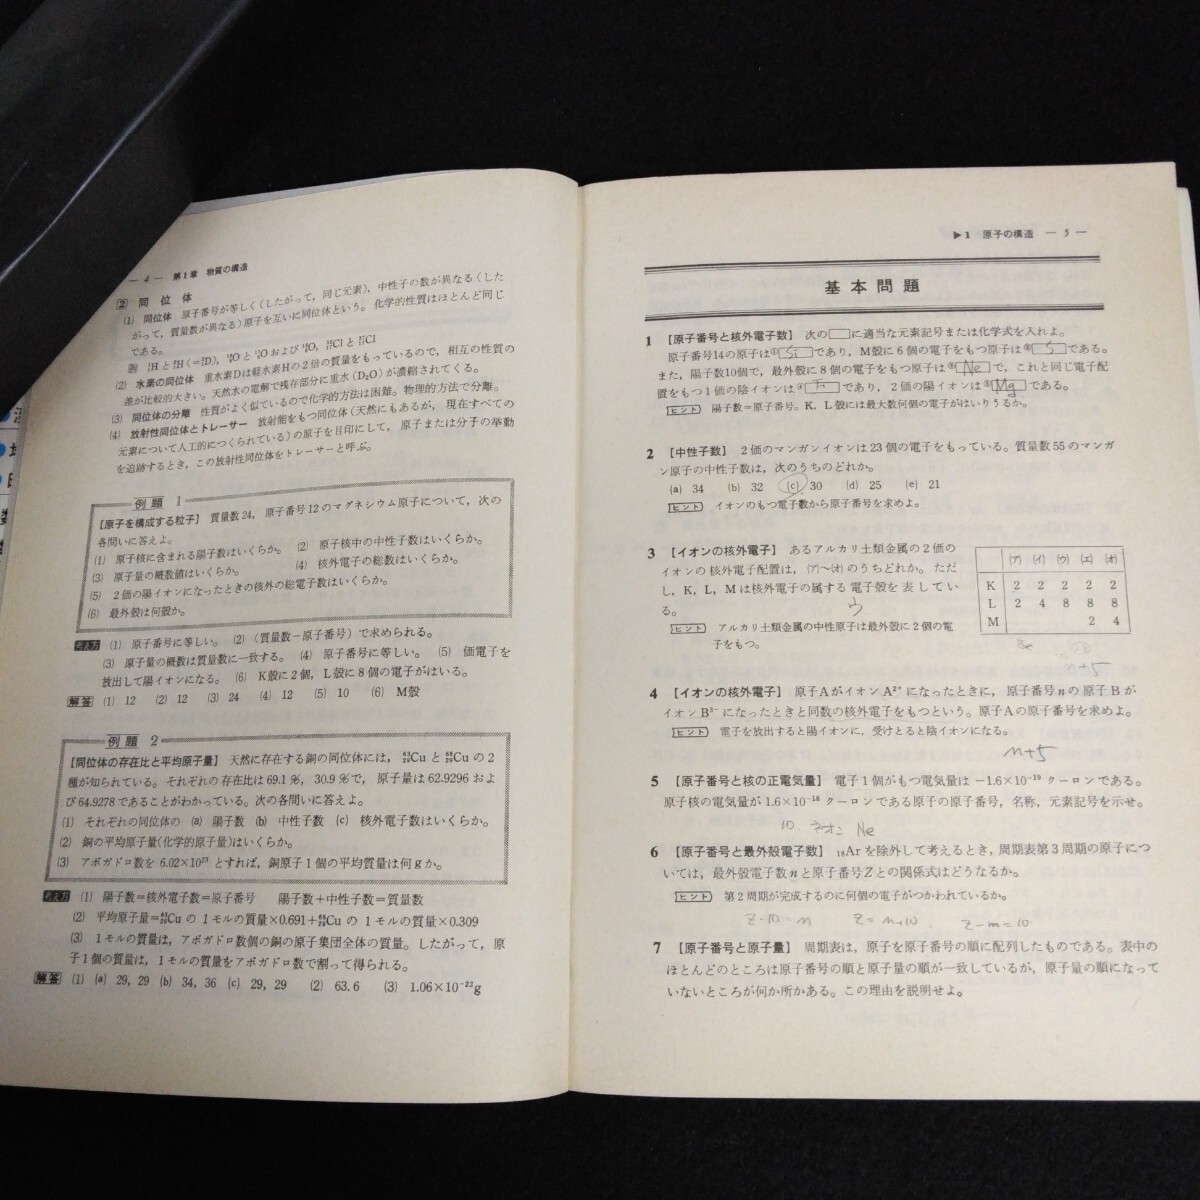 — 4 — 第1章 物質の構造
2 同位体
(1) 同位体 原子番号が等しく(したがって，同じ元素)，中性子の数が異なる(した
がって，質量数が異なる)原子を互いに同位体という。化学的性質はほとんど同じ
である。
(2) 水素の同位体 重水素Dは軽水素Hの2倍の質量をもっているので，相互の性質の
差が比較的大きい。天然水の電解で残存部分に重水(D₂O)が濃縮されてくる。
(3) 同位体の分離 性質がよく似ているので化学的方法は困難。物理的方法で分離。
(4) 放射性同位体とトレーサー 放射能をもつ同位体(天然にもあるが，現在すべての
元素について人工的につくられている)の原子を目印にして，原子または分子の挙動
を追跡するとき，この放射性同位体をトレーサーと呼ぶ。
例題 1
【原子を構成する粒子】 質量数24，原子番号12のマグネシウム原子について，次の
各問いに答えよ。
(1) 原子核に含まれる陽子数はいくらか。 (2) 原子核中の中性子数はいくらか。
(3) 原子量の概数値はいくらか。 (4) 核外電子の総数はいくらか。
(5) 2価の陽イオンになったときの核外の総電子数はいくらか。
(6) 最外殻は何殻か。
考え方 (1) 原子番号に等しい。 (2) (質量数−原子番号)で求められる。
(3) 原子量の概数は質量数に一致する。 (4) 原子番号に等しい。 (5) 価電子を
放出して陽イオンになる。 (6) K殻に2個，L殻に8個の電子がはいる。
解答 (1) 12 (2) 12 (3) 24 (4) 12 (5) 10 (6) M殻
例題 2
【同位体の存在比と平均原子量】 天然に存在する銅の同位体には，⁶³₂₉Cuと⁶⁵₂₉Cuの2
種が知られている。それぞれの存在比は69.1%，30.9%で，原子量は62.9296およ
び64.9278であることがわかっている。次の各問いに答えよ。
(1) それぞれの同位体の (a) 陽子数 (b) 中性子数 (c) 核外電子数はいくらか。
(2) 銅の平均原子量(化学的原子量)はいくらか。
(3) アボガドロ数を 6.02×10²³ とすれば，銅原子1個の平均質量は何gか。
考え方 (1) 陽子数=核外電子数=原子番号 陽子数+中性子数=質量数
(2) 平均原子量=⁶³₂₉Cuの1モルの質量×0.691+⁶⁵₂₉Cuの1モルの質量×0.309
(3) 1モルの質量は，アボガドロ数個の銅の原子集団全体の質量。したがって，原
子1個の質量は，1モルの質量をアボガドロ数で割って得られる。
解答 (1) (a) 29, 29 (b) 34, 36 (c) 29, 29 (2) 63.6 (3) 1.06×10⁻²²g
▶1 原子の構造 — 5 —
基本問題
1 【原子番号と核外電子数】 次の□に適当な元素記号または化学式を入れよ。
原子番号14の原子は① Si であり，M殻に6個の電子をもつ原子は② S である。
また，陽子数10個で，最外殻に8個の電子をもつ原子は③ Ne で，これと同じ電子配
置をもつ1価の陰イオンは④ であり，2価の陽イオンは⑤ Mg である。
ヒント 陽子数=原子番号。K，L殻には最大数何個の電子がはいりうるか。
2 【中性子数】 2価のマンガンイオンは23個の電子をもっている。質量数55のマンガ
ン原子の中性子数は，次のうちのどれか。
(a) 34 (b) 32 (c) 30 (d) 25 (e) 21
ヒント イオンのもつ電子数から原子番号を求めよ。
3 【イオンの核外電子】 あるアルカリ土類金属の2価の
イオンの核外電子配置は，(ア)〜(オ)のうちどれか。ただ
し，K，L，Mは核外電子の属する電子殻を表してい
る。 ウ
ヒント アルカリ土類金属の中性原子は最外殻に2個の電
子をもつ。
(ア) (イ) (ウ) (エ) (オ)
K 2 2 2 2 2
L 2 4 8 8 8
M 2 4
n+5
4 【イオンの核外電子】 原子AがイオンA²⁺になったときに，原子番号nの原子Bが
イオンB³⁻になったときと同数の核外電子をもつという。原子Aの原子番号を求めよ。
ヒント 電子を放出すると陽イオンに，受けとると陰イオンになる。
n+5
5 【原子番号と核の正電気量】 電子1個がもつ電気量は−1.6×10⁻¹⁹クーロンである。
原子核の電気量が1.6×10⁻¹⁸クーロンである原子の原子番号，名称，元素記号を示せ。
10. ネオン Ne
6 【原子番号と最外殻電子数】 ₁₈Arを除外して考えるとき，周期表第3周期の原子につ
いては，最外殻電子数nと原子番号Zとの関係式はどうなるか。
ヒント 第2周期が完成するのに何個の電子がつかわれているか。
Z-10=n Z=n+10. Z-n=10
7 【原子番号と原子量】 周期表は，原子を原子番号の順に配列したものである。表中の
ほとんどのところは原子番号の順と原子量の順が一致しているが，原子量の順になって
いないところが何か所かある。この理由を説明せよ。